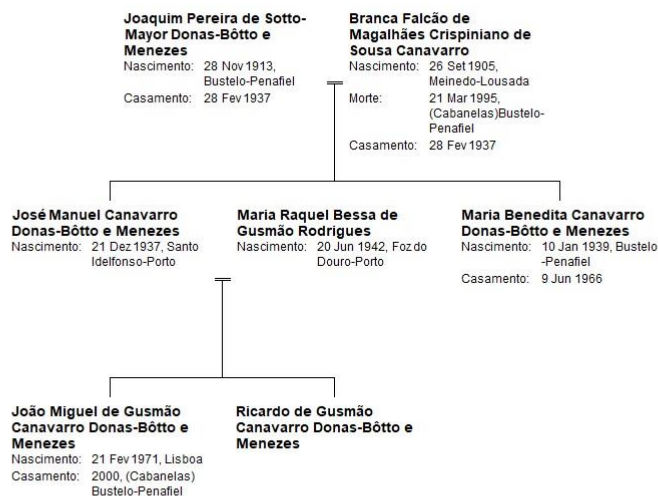 Joaquim Pereira de Sotto-
Mayor Donas-Bôtto e
Menezes
Nascimento: 28 Nov 1913,
Bustelo-Penafiel
Casamento: 28 Fev 1937
Branca Falcão de
Magalhães Crispiniano de
Sousa Canavarro
Nascimento: 26 Set 1905,
Meinedo-Lousada
Morte: 21 Mar 1995,
(Cabanelas)Bustelo-
Penafiel
Casamento: 28 Fev 1937
José Manuel Canavarro
Donas-Bôtto e Menezes
Nascimento: 21 Dez 1937, Santo
Idelfonso-Porto
Maria Raquel Bessa de
Gusmão Rodrigues
Nascimento: 20 Jun 1942, Foz do
Douro-Porto
Maria Benedita Canavarro
Donas-Bôtto e Menezes
Nascimento: 10 Jan 1939, Bustelo
-Penafiel
Casamento: 9 Jun 1966
João Miguel de Gusmão
Canavarro Donas-Bôtto e
Menezes
Nascimento: 21 Fev 1971, Lisboa
Casamento: 2000, (Cabanelas)
Bustelo-Penafiel
Ricardo de Gusmão
Canavarro Donas-Bôtto e
Menezes